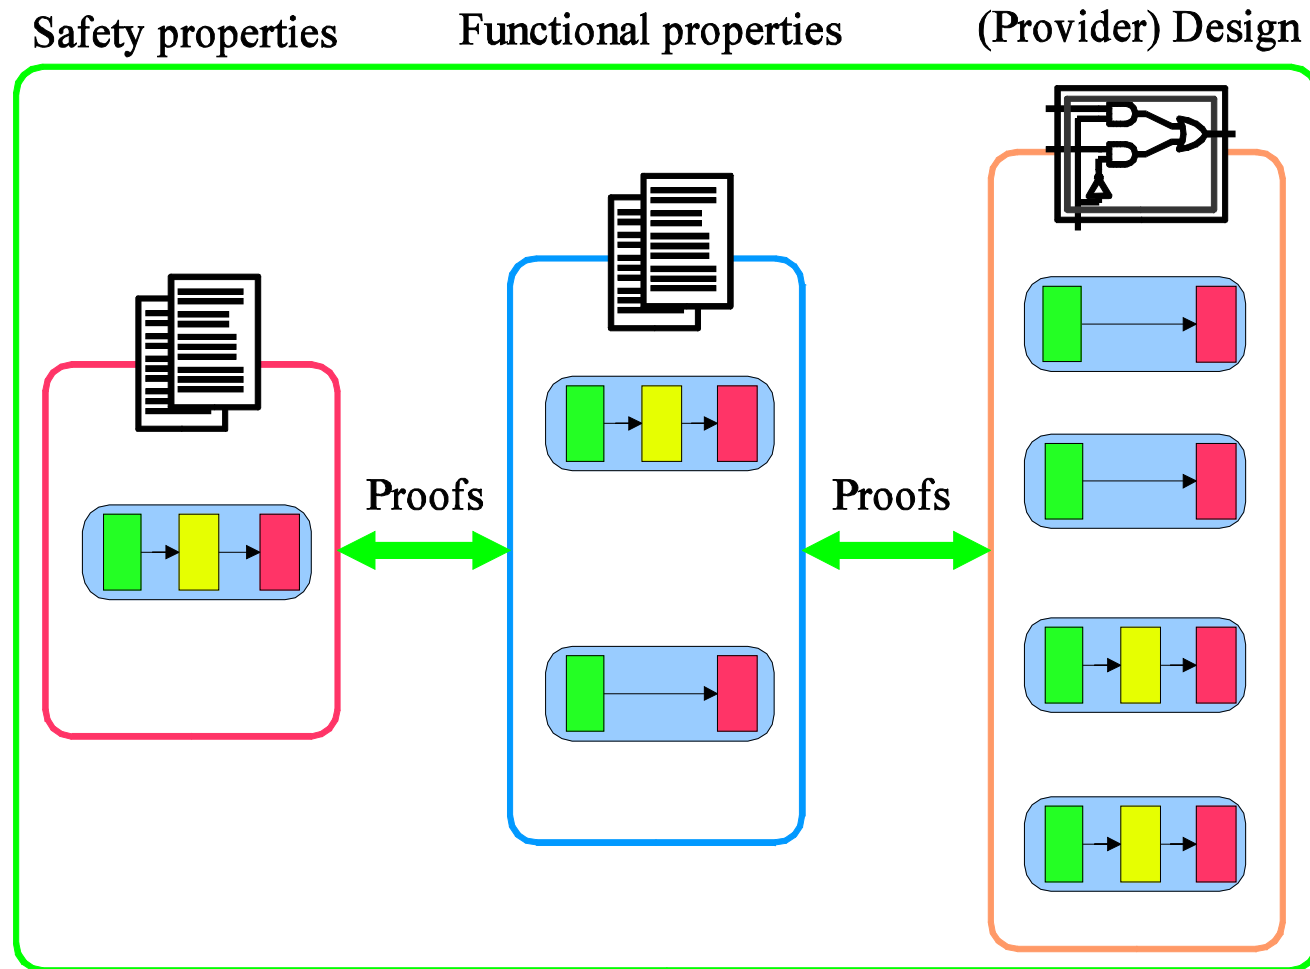 Safety properties
Functional properties
(Provider) Design
Proofs
Proofs